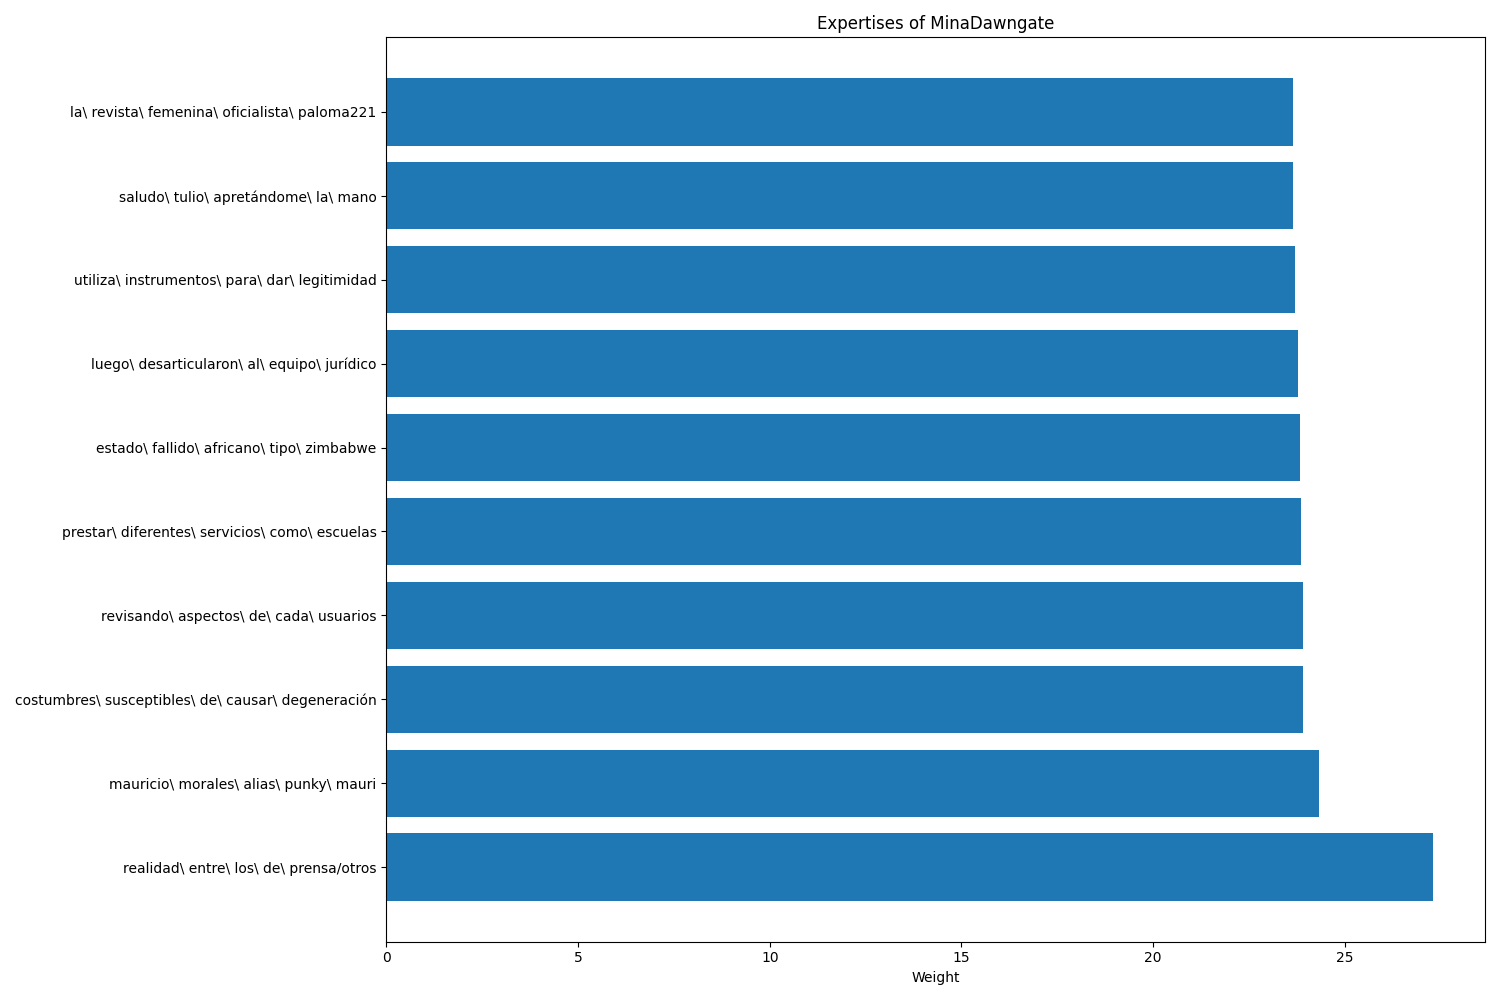 Expertises of MinaDawngate
la\ revista\ femenina\ oficialista\ paloma221
saludo\ tulio\ apretándome\ la\ mano
utiliza\ instrumentos\ para\ dar\ legitimidad
luego\ desarticularon\ al\ equipo\ jurídico
estado\ fallido\ africano\ tipo\ zimbabwe
prestar\ diferentes\ servicios\ como\ escuelas
revisando\ aspectos\ de\ cada\ usuarios
costumbres\ susceptibles\ de\ causar\ degeneración
mauricio\ morales\ alias\ punky\ mauri
realidad\ entre\ los\ de\ prensa/otros
0 5 10 15 20 25
Weight